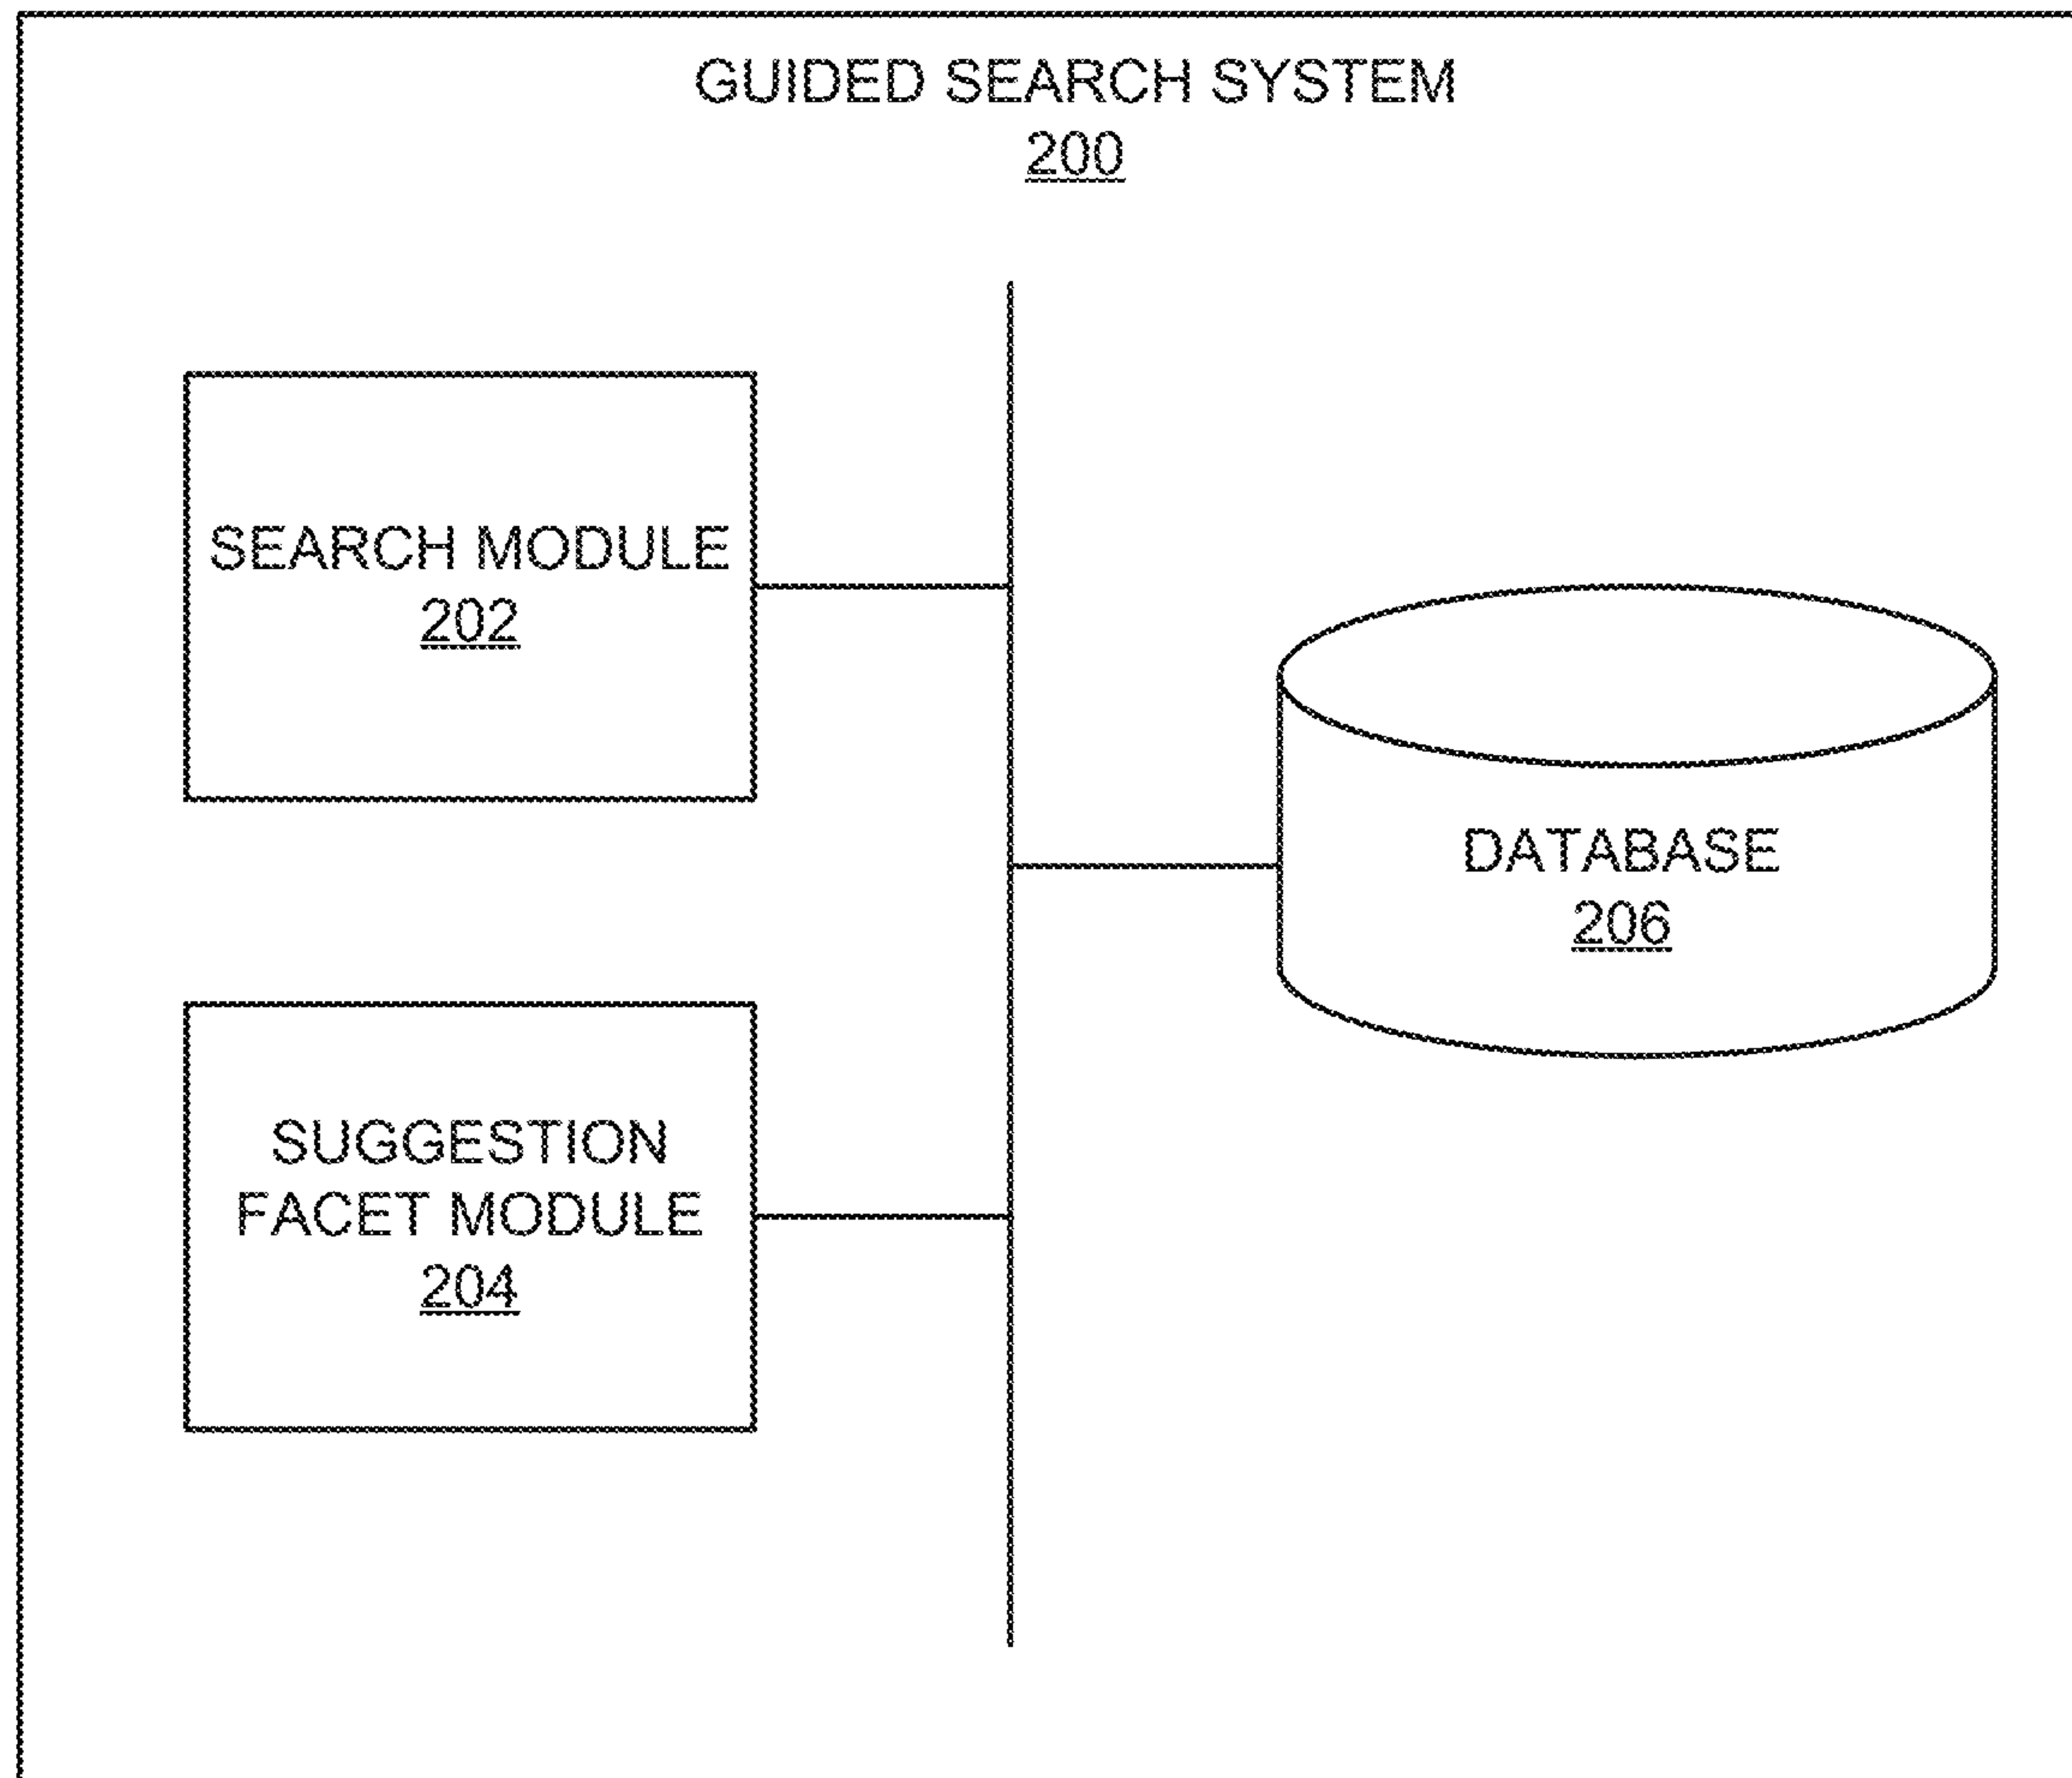 GUIDED SEARCH SYSTEM
200
SEARCH MODULE
202
DATABASE
206
SUGGESTION
FACET MODULE
204